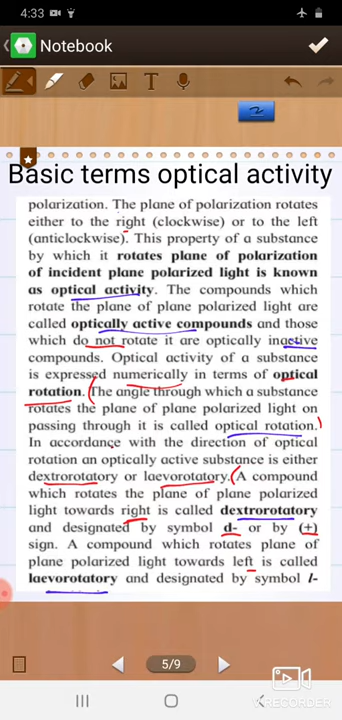 4:33
Notebook
T
Basic terms optical activity
polarization. The plane of polarization rotates
either to the right (clockwise) or to the left
(anticlockwise). This property of a substance
by which it rotates plane of polarization
of incident plane polarized light is known
as optical activity. The compounds which
rotate the plane of plane polarized light are
called optically active compounds and those
which do not rotate it are optically inactive
compounds. Optical activity of a substance
is expressed numerically in terms of optical
rotation. The angle through which a substance
rotates the plane of plane polarized light on
passing through it is called optical rotation.
In accordance with the direction of optical
rotation an optically active substance is either
dextrorotatory or laevorotatory. A compound
which rotates the plane of plane polarized
light towards right is called dextrorotatory
and designated by symbol d- or by (+)
sign. A compound which rotates plane of
plane polarized light towards left is called
laevorotatory and designated by symbol l-
5/9
V RECORDER